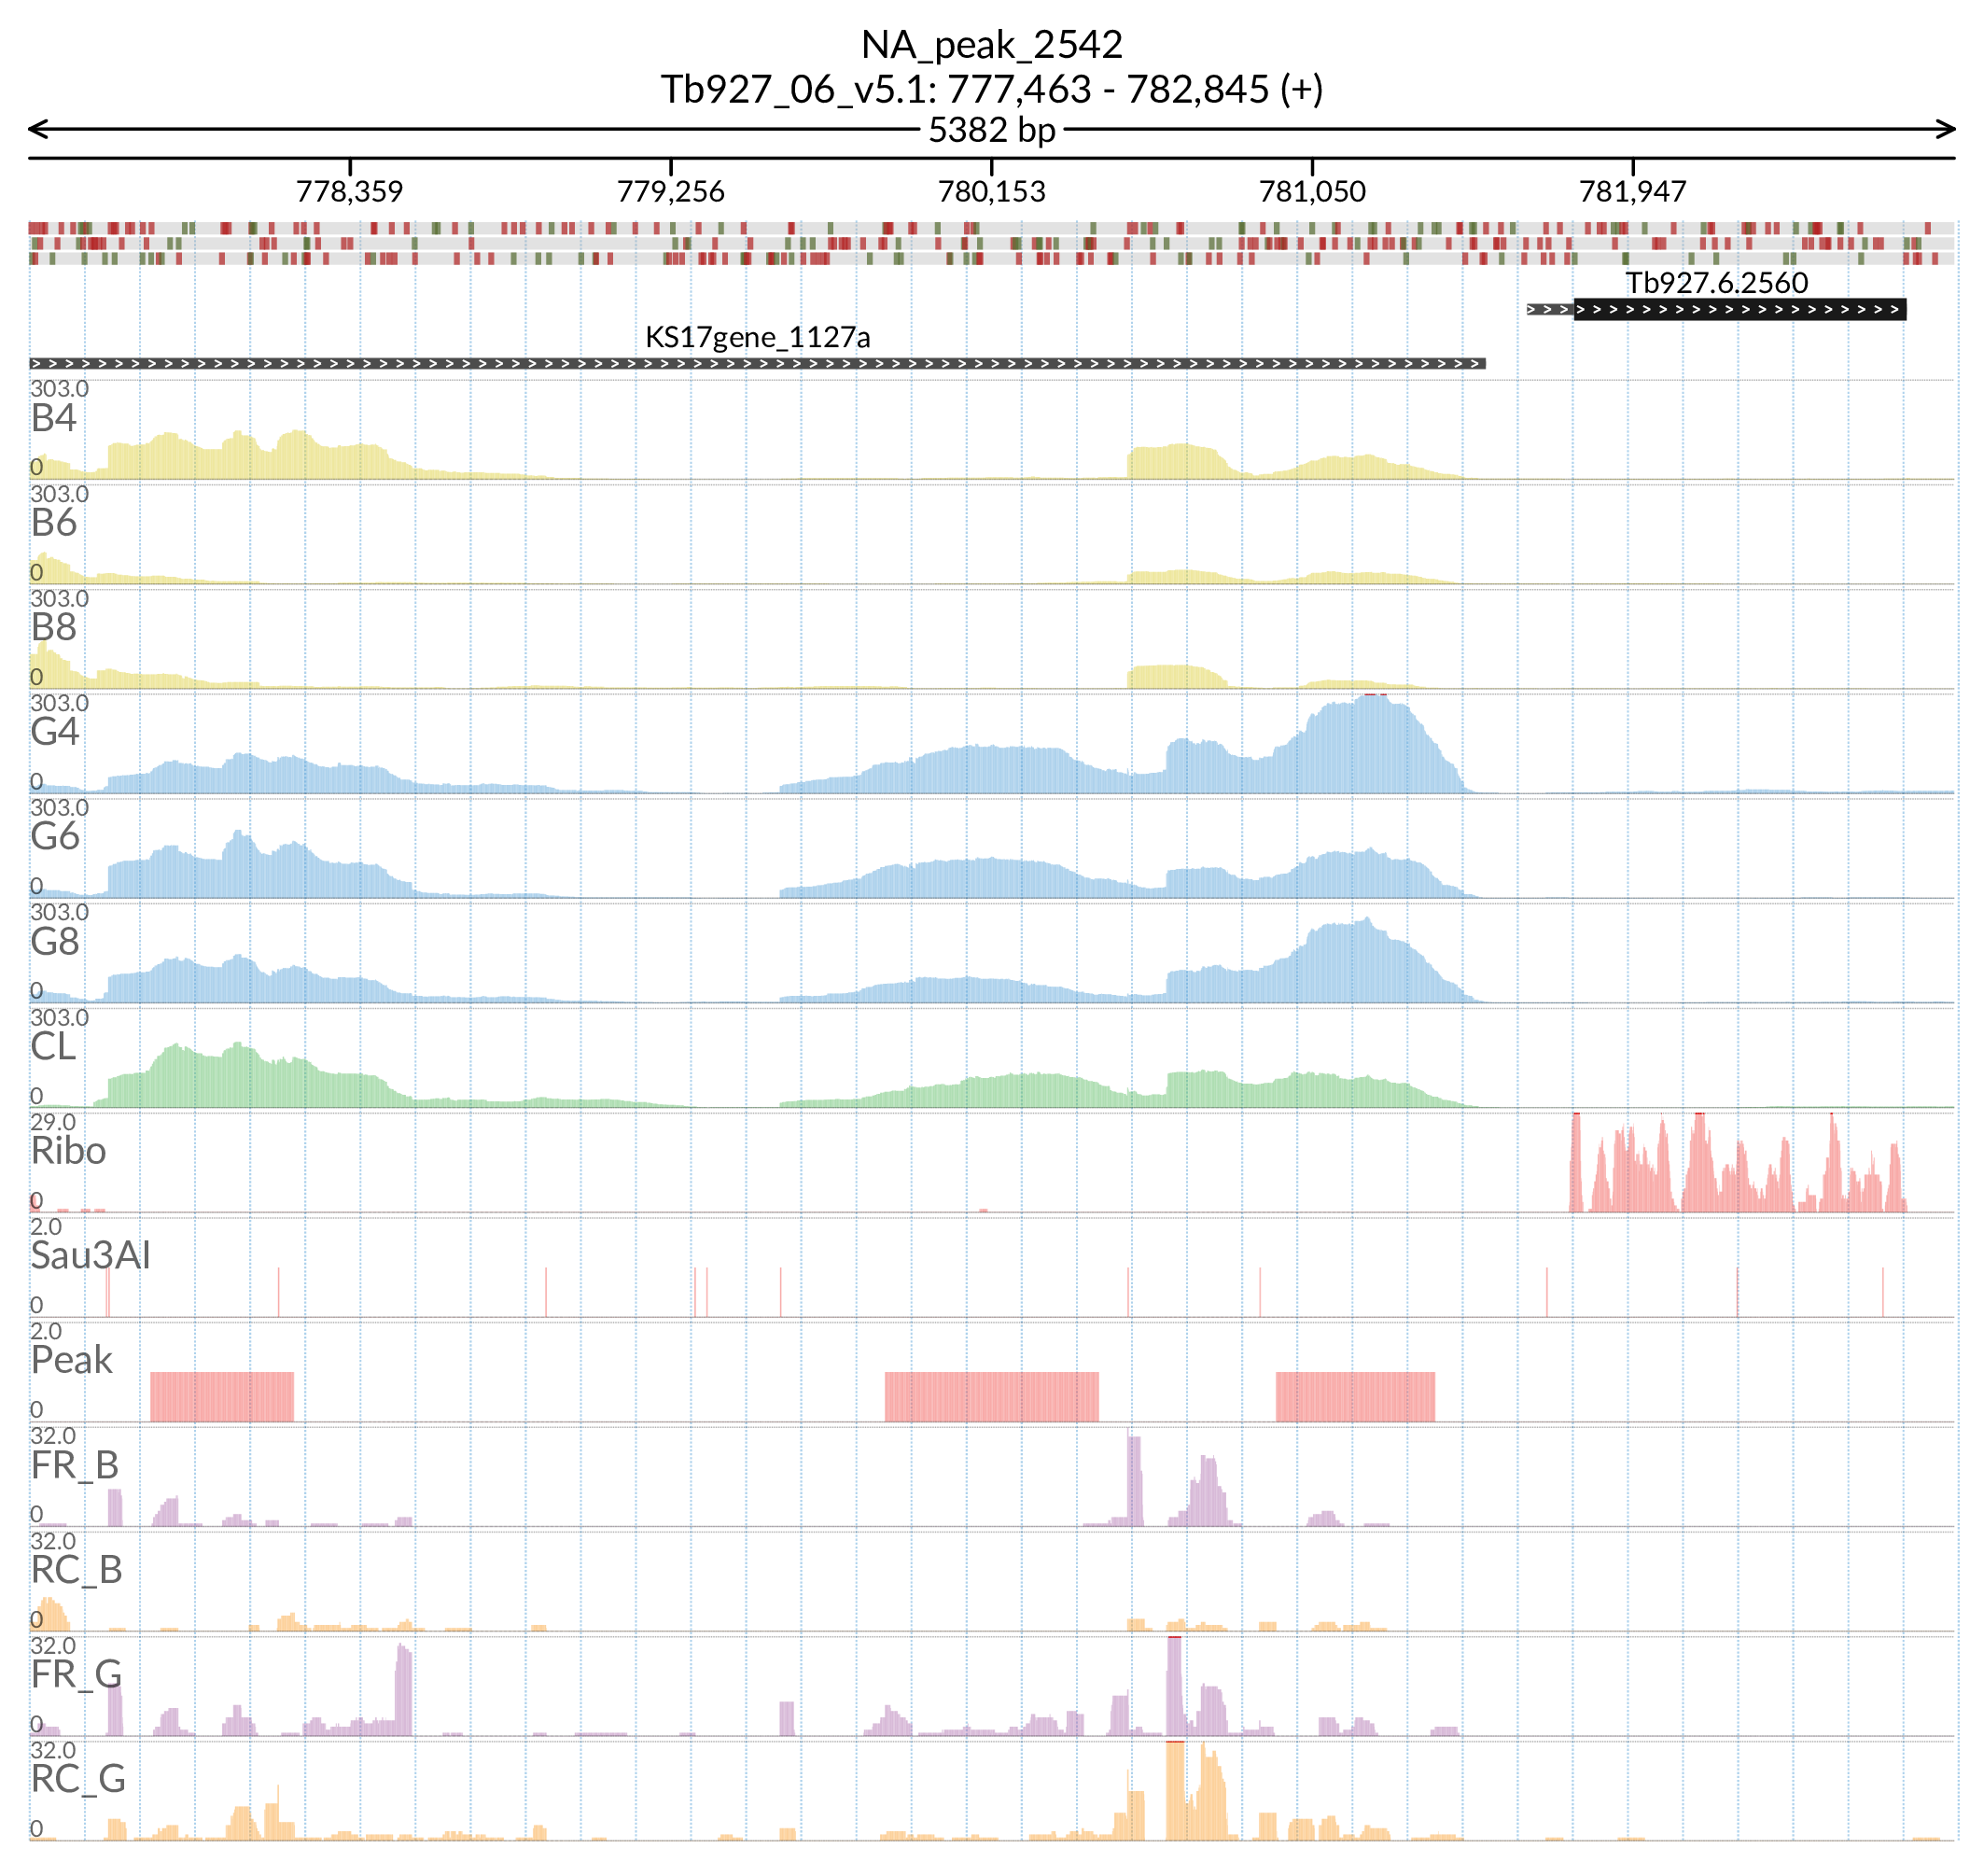 NA_peak_2542
Tb927_06_v5.1: 777,463 - 782,845 (+)
5382 bp
778,359 779,256 780,153 781,050 781,947
Tb927.6.2560
KS17gene_1127a
303.0
B4
0
303.0
B6
0
303.0
B8
0
303.0
G4
0
303.0
G6
0
303.0
G8
0
303.0
CL
0
29.0
Ribo
0
2.0
Sau3AI
0
2.0
Peak
0
32.0
FR_B
0
32.0
RC_B
0
32.0
FR_G
0
32.0
RC_G
0